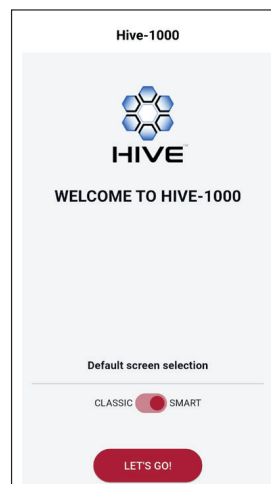 Hive-1000
HIVE
WELCOME TO HIVE-1000
Default screen selection
CLASSIC SMART
LET'S GO!